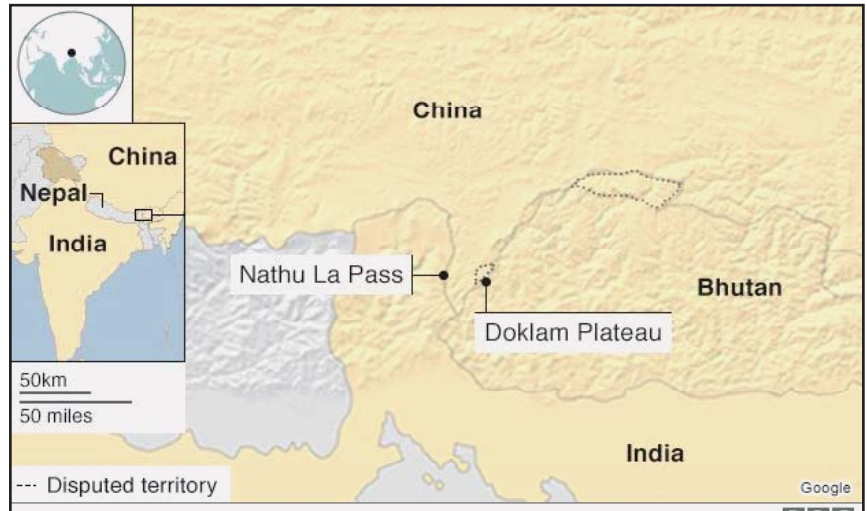 China
China
Nepal
India
Nathu La Pass
Bhutan
Doklam Plateau
50km
50 miles
India
--- Disputed territory
Google